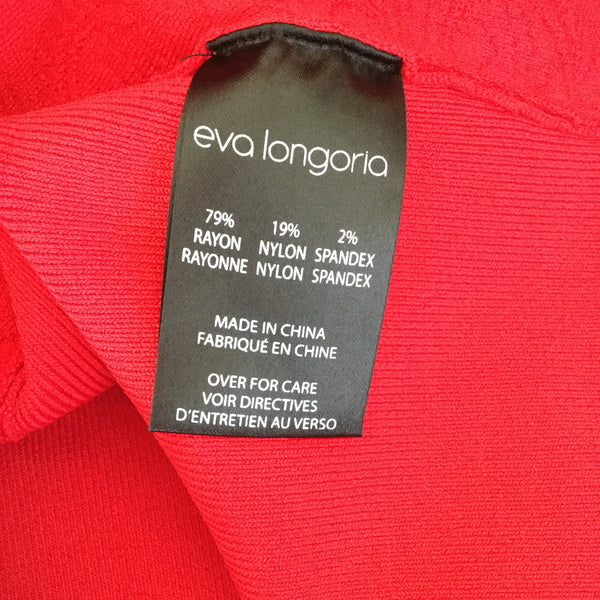 eva longoria
79% 19% 2%
RAYON NYLON SPANDEX
RAYONNE NYLON SPANDEX
MADE IN CHINA
FABRIQUÉ EN CHINE
OVER FOR CARE
VOIR DIRECTIVES
D'ENTRETIEN AU VERSO